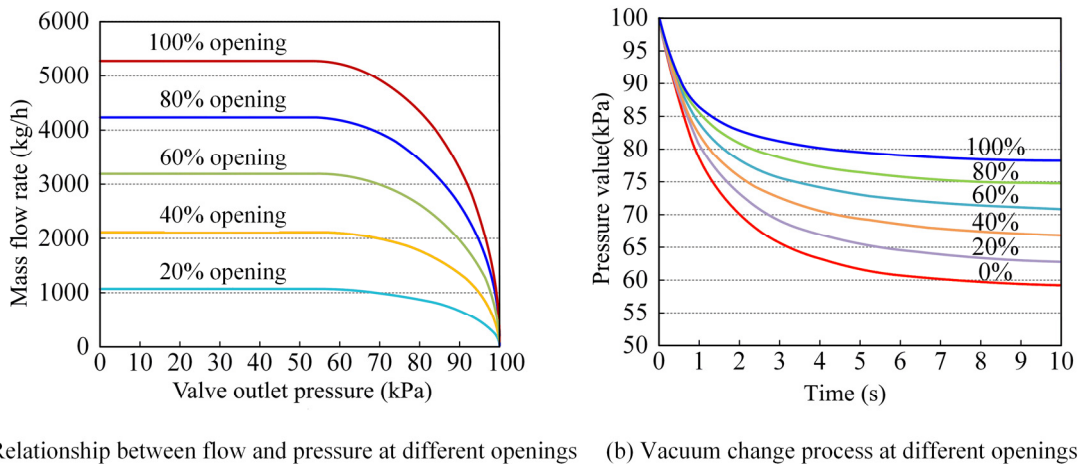 6000
5000
4000
3000
2000
1000
0
Mass flow rate (kg/h)
100% opening
80% opening
60% opening
40% opening
20% opening
0 10 20 30 40 50 60 70 80 90 100
Valve outlet pressure (kPa)
Relationship between flow and pressure at different openings
100
95
90
85
80
75
70
65
60
55
50
Pressure value(kPa)
100%
80%
60%
40%
20%
0%
0 1 2 3 4 5 6 7 8 9 10
Time (s)
(b) Vacuum change process at different openings